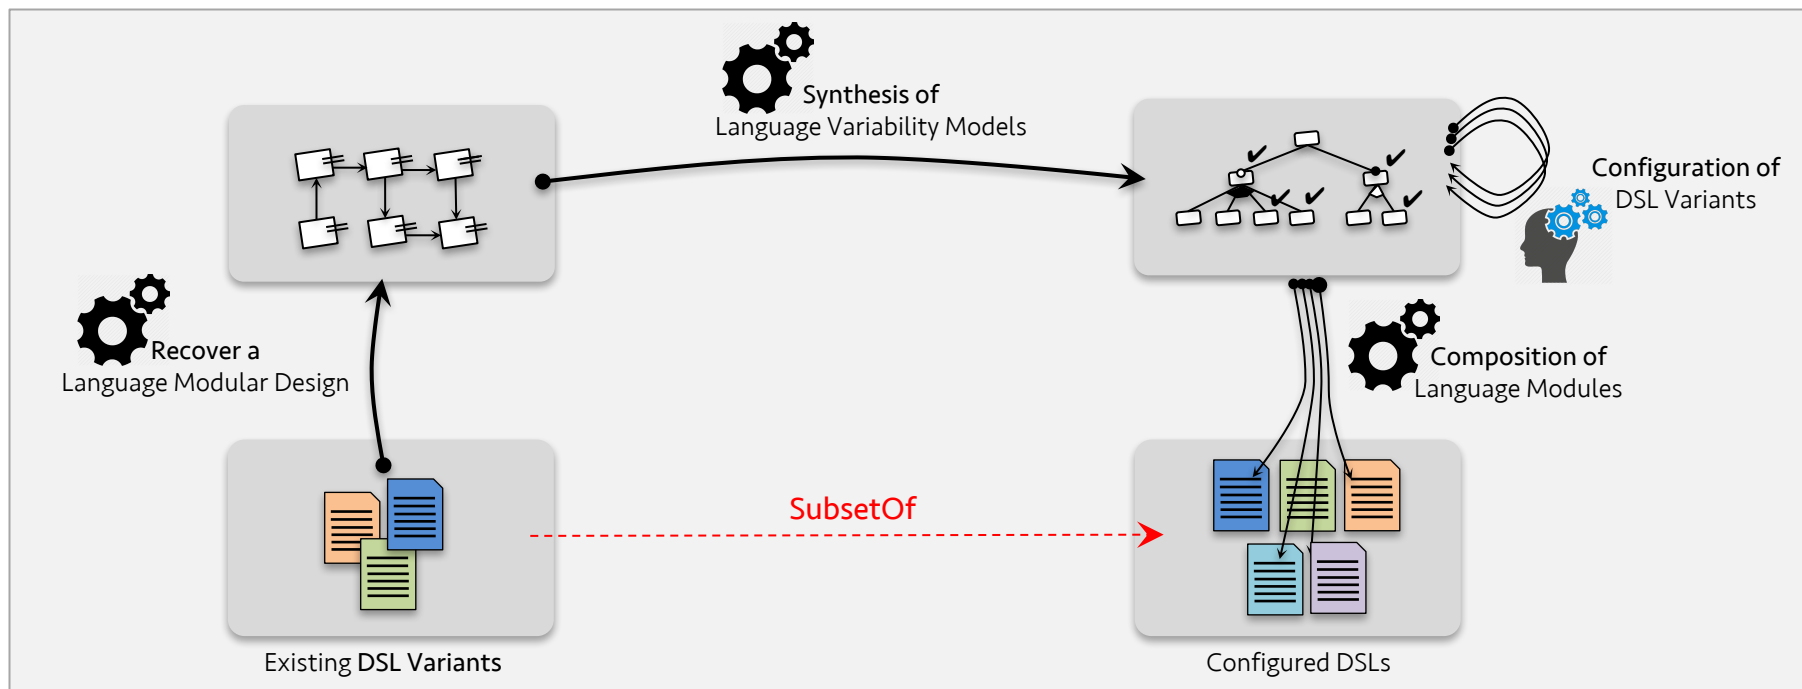 Synthesis of
Language Variability Models
Configuration of
DSL Variants
Recover a
Language Modular Design
Composition of
Language Modules
SubsetOf
Existing DSL Variants
Configured DSLs